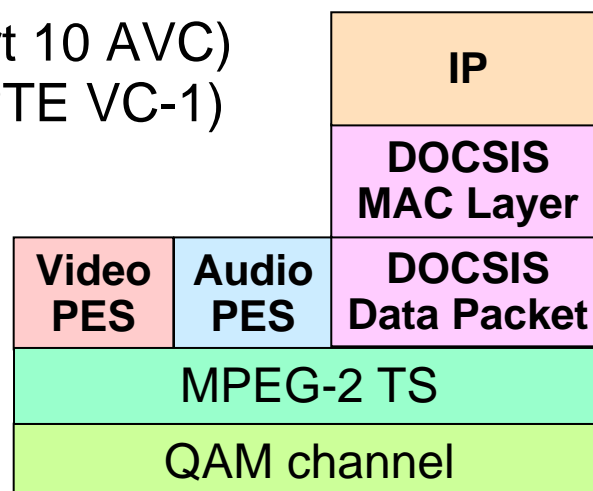 t 10 AVC)
TE VC-1)
IP
DOCSIS
MAC Layer
Video
PES
Audio
PES
DOCSIS
Data Packet
MPEG-2 TS
QAM channel